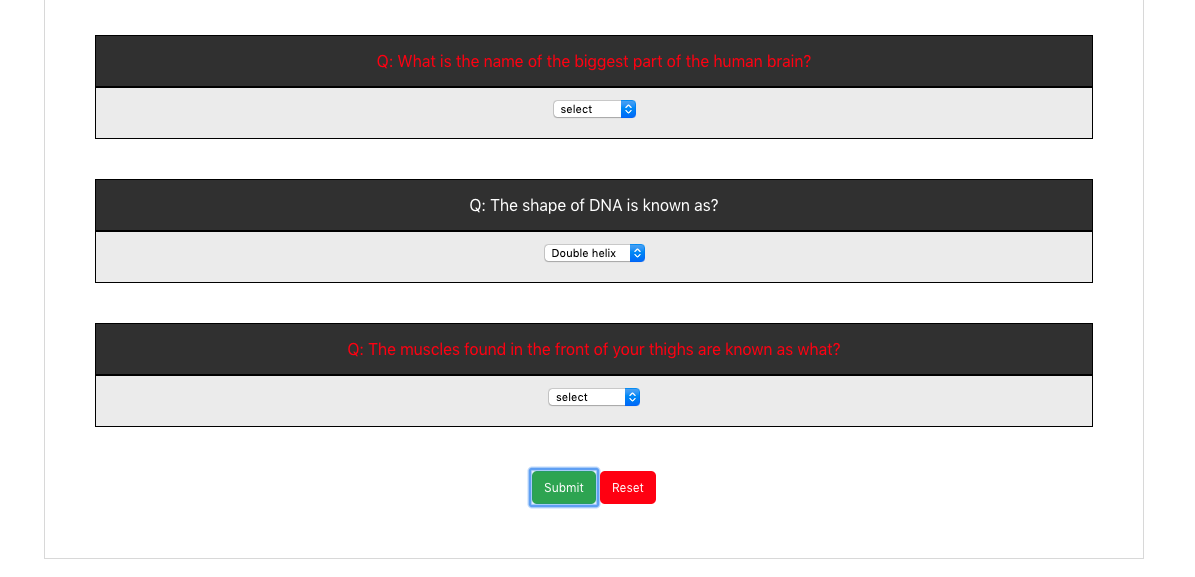 Q: What is the name of the biggest part of the human brain?
select
Q: The shape of DNA is known as?
Double helix
Q: The muscles found in the front of your thighs are known as what?
select
Submit Reset